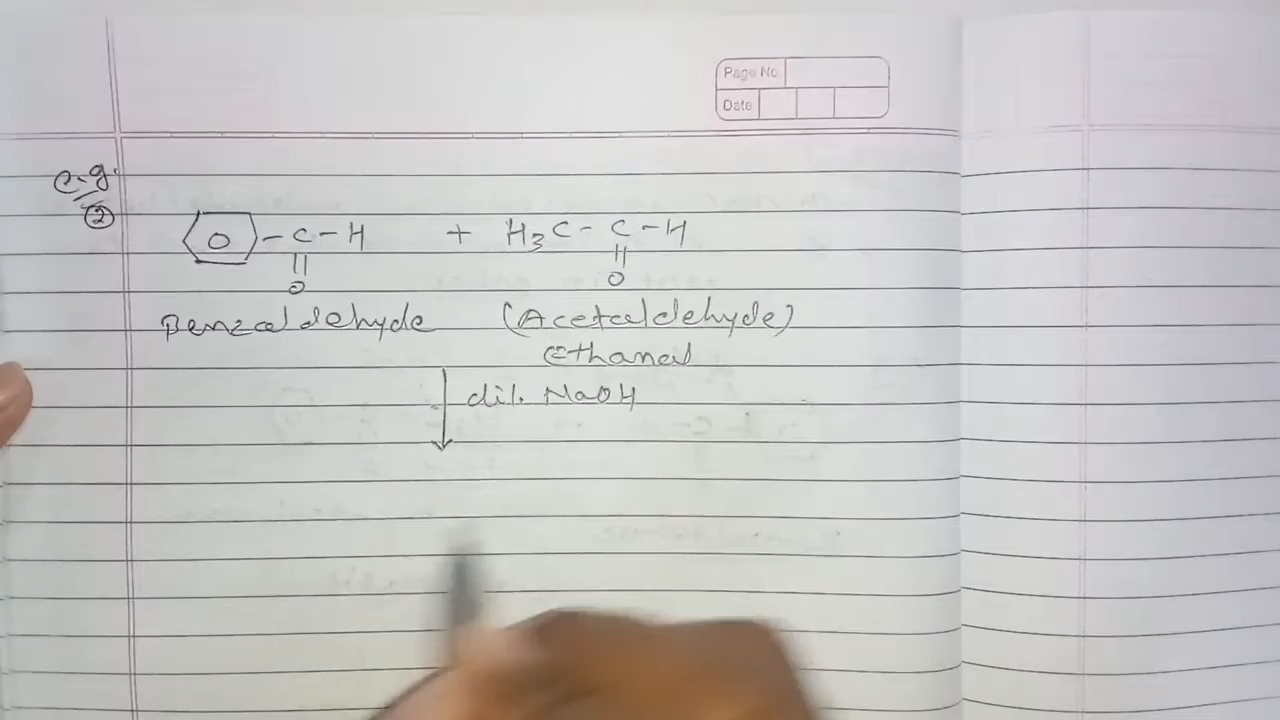 Page No.
Date
e.g.
②
O - C - H + H₃C - C - H
|| ||
O O
Benzaldehyde (Acetaldehyde)
Ethanal
dil. NaOH